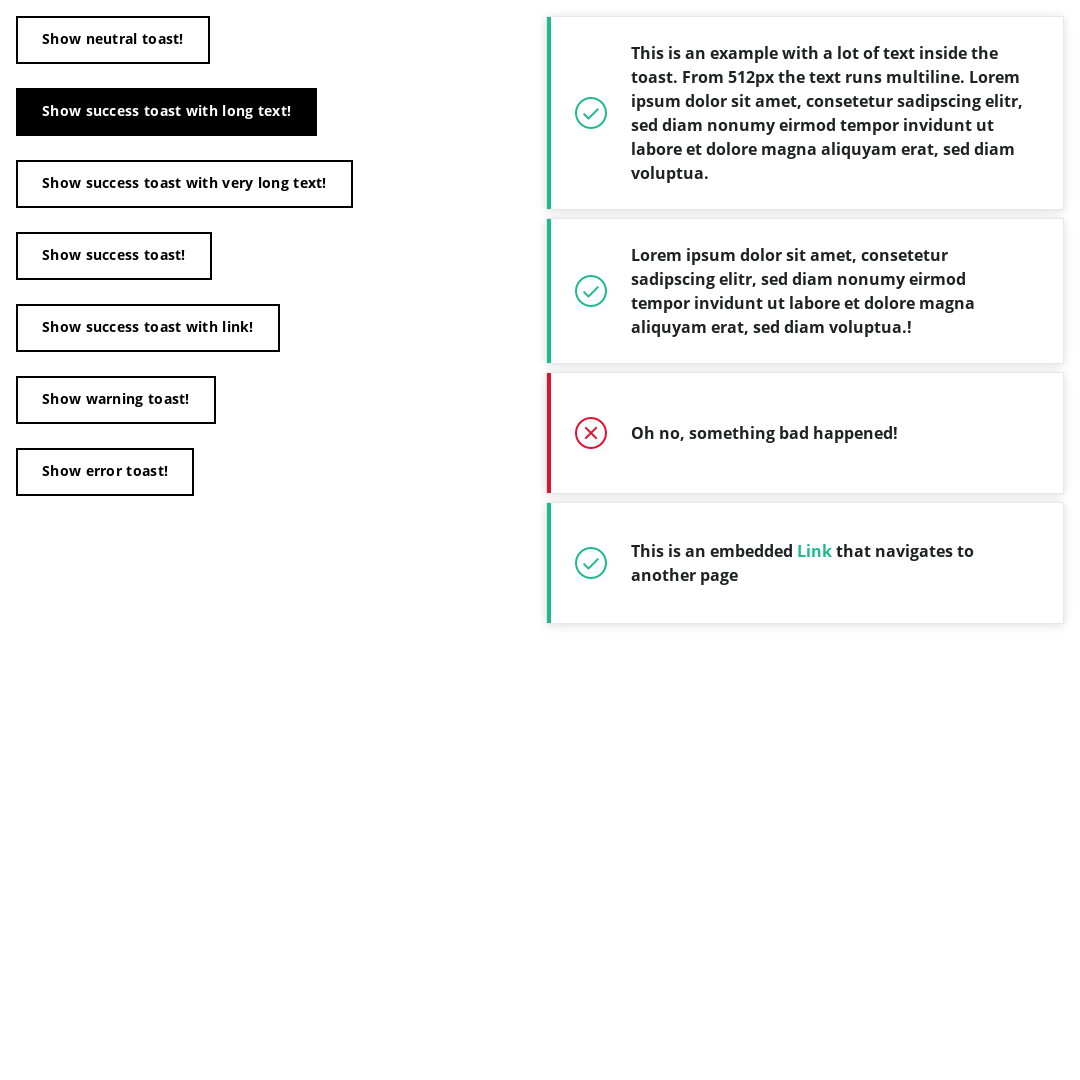 Show neutral toast!
Show success toast with long text!
Show success toast with very long text!
Show success toast!
Show success toast with link!
Show warning toast!
Show error toast!
This is an example with a lot of text inside the
toast. From 512px the text runs multiline. Lorem
ipsum dolor sit amet, consetetur sadipscing elitr,
sed diam nonumy eirmod tempor invidunt ut
labore et dolore magna aliquyam erat, sed diam
voluptua.
Lorem ipsum dolor sit amet, consetetur
sadipscing elitr, sed diam nonumy eirmod
tempor invidunt ut labore et dolore magna
aliquyam erat, sed diam voluptua.!
Oh no, something bad happened!
This is an embedded Link that navigates to
another page